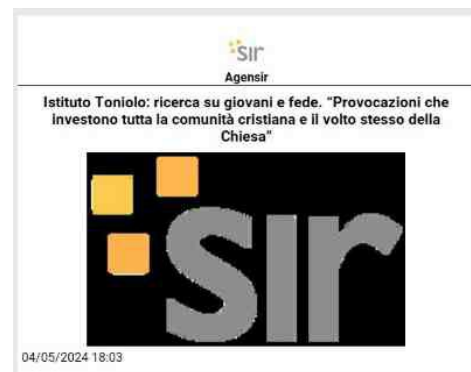 SIr
Agensir
Istituto Toniolo: ricerca su giovani e fede. “Provocazioni che
investono tutta la comunità cristiana e il volto stesso della
Chiesa”
SIr
04/05/2024 18:03